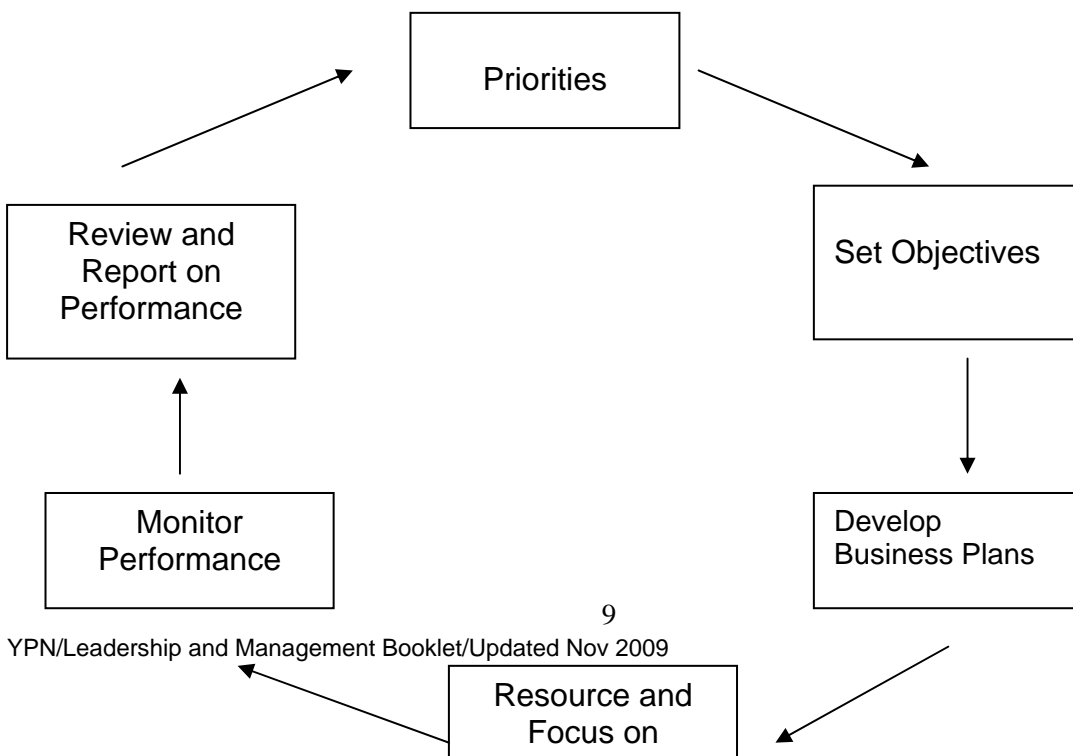 Priorities
Review and
Report on
Performance
Set Objectives
Monitor
Performance
Develop
Business Plans
9
YPN/Leadership and Management Booklet/Updated Nov 2009
Resource and
Focus on